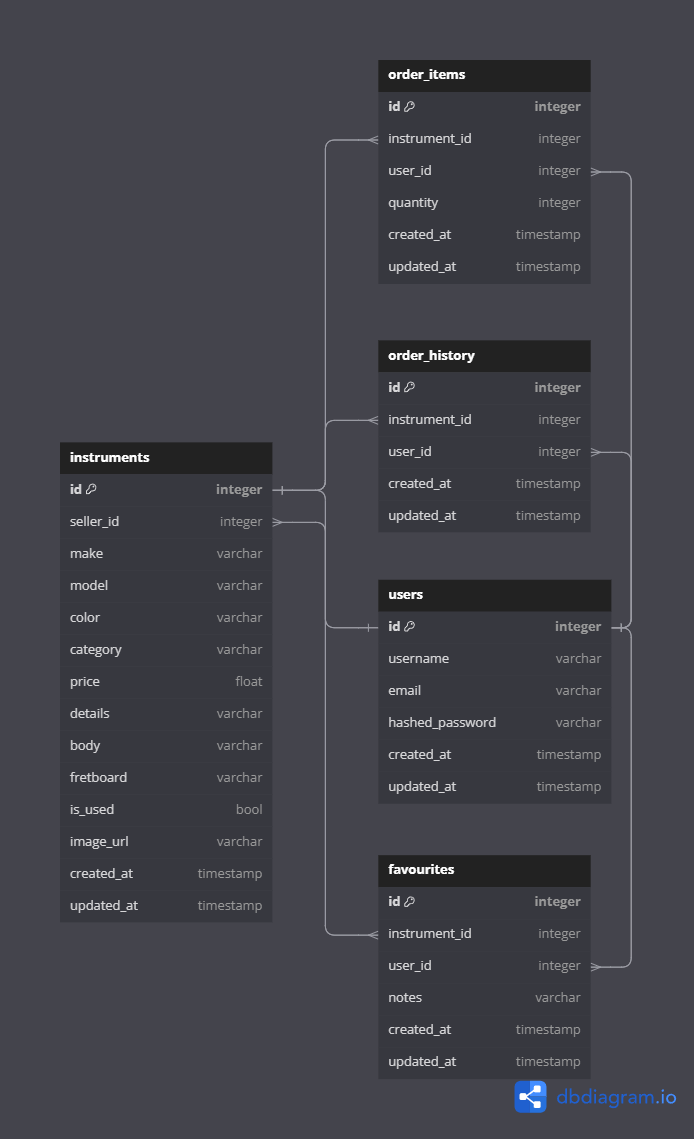 order_items
id integer
instrument_id integer
user_id integer
quantity integer
created_at timestamp
updated_at timestamp
order_history
id integer
instrument_id integer
user_id integer
created_at timestamp
updated_at timestamp
instruments
id integer
seller_id integer
make varchar
model varchar
color varchar
category varchar
price float
details varchar
body varchar
fretboard varchar
is_used bool
image_url varchar
created_at timestamp
updated_at timestamp
users
id integer
username varchar
email varchar
hashed_password varchar
created_at timestamp
updated_at timestamp
favourites
id integer
instrument_id integer
user_id integer
notes varchar
created_at timestamp
updated_at timestamp
dbdiagram.io